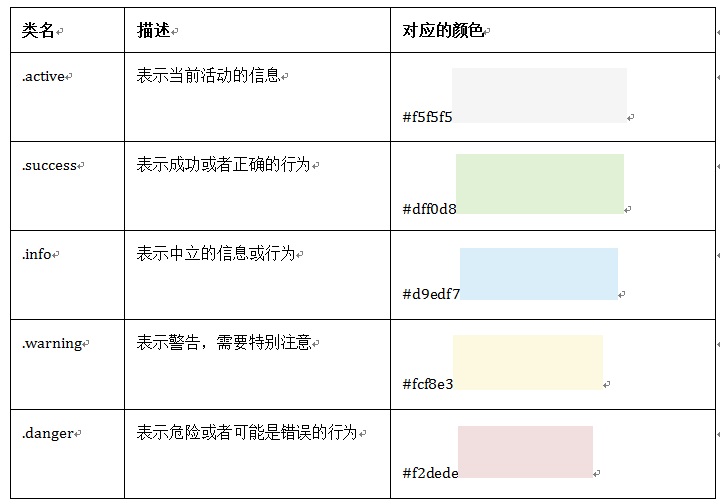 类名 描述 对应的颜色
.active 表示当前活动的信息
#f5f5f5
.success 表示成功或者正确的行为
#dff0d8
.info 表示中立的信息或行为
#d9edf7
.warning 表示警告，需要特别注意
#fcf8e3
.danger 表示危险或者可能是错误的行为
#f2dede